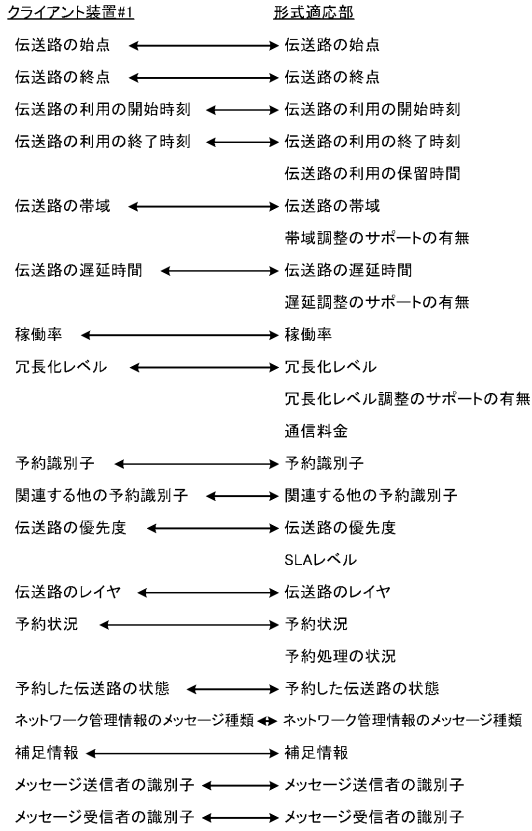 クライアント装置#1 形式適応部
伝送路の始点 伝送路の始点
伝送路の終点 伝送路の終点
伝送路の利用の開始時刻 伝送路の利用の開始時刻
伝送路の利用の終了時刻 伝送路の利用の終了時刻
伝送路の利用の保留時間
伝送路の帯域 伝送路の帯域
帯域調整のサポートの有無
伝送路の遅延時間 伝送路の遅延時間
遅延調整のサポートの有無
稼働率 稼働率
冗長化レベル 冗長化レベル
冗長化レベル調整のサポートの有無
通信料金
予約識別子 予約識別子
関連する他の予約識別子 関連する他の予約識別子
伝送路の優先度 伝送路の優先度
SLAレベル
伝送路のレイヤ 伝送路のレイヤ
予約状況 予約状況
予約処理の状況
予約した伝送路の状態 予約した伝送路の状態
ネットワーク管理情報のメッセージ種類 ネットワーク管理情報のメッセージ種類
補足情報 補足情報
メッセージ送信者の識別子 メッセージ送信者の識別子
メッセージ受信者の識別子 メッセージ受信者の識別子